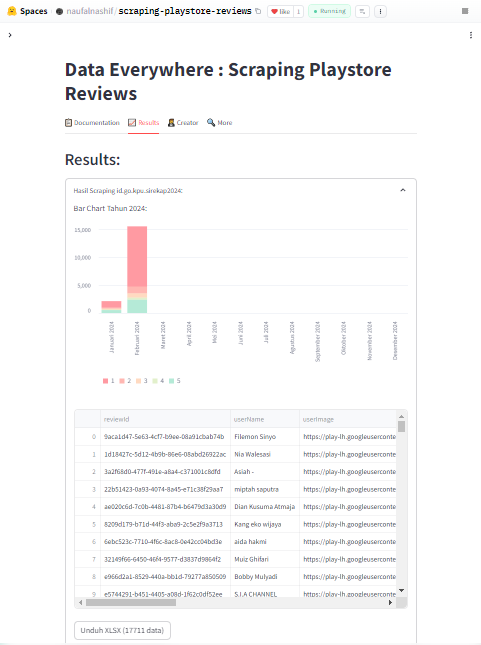 Spaces naufalnashif/scraping-playstore-reviews like 1 Running
Data Everywhere : Scraping Playstore
Reviews
Documentation Results Creator More
Results:
Hasil Scraping id.go.kpu.sirekap2024:
Bar Chart Tahun 2024:
15,000
10,000
5,000
0
Januari 2024 Februari 2024 Maret 2024 April 2024 Mei 2024 Juni 2024 Juli 2024 Agustus 2024 September 2024 Oktober 2024 November 2024 Desember 2024
1 2 3 4 5
reviewId userName userImage
0 9aca1d47-5e63-4cf7-b9ee-08a91cbab74b Filemon Sinyo https://play-lh.googleuserconte
1 1d18427c-5d12-4b9b-86e6-08abd26922ac Nia Walesasi https://play-lh.googleuserconte
2 3a2f68d0-477f-491e-a8a4-c371001c8dfd Asiah - https://play-lh.googleuserconte
3 22b51423-0a93-4074-8a45-e71c38f29aa7 miptah saputra https://play-lh.googleuserconte
4 ae020c6d-7c0b-4481-87b4-b6479d3a30d9 Dian Kusuma Atmaja https://play-lh.googleuserconte
5 8209d179-b71d-44f3-aba9-2c5e2f9a3713 Kang eko wijaya https://play-lh.googleuserconte
6 6ebc523c-7710-4f6c-8ac8-0e42cc04bd3e aida hakmi https://play-lh.googleuserconte
7 32149f66-6450-46f4-9577-d3837d9864f2 Muiz Ghifari https://play-lh.googleuserconte
8 e966d2a1-8529-440a-bb1d-79277a850509 Bobby Mulyadi https://play-lh.googleuserconte
9 e5744291-b451-4405-a08d-1f62c0df52ee S.I.A CHANNEL https://play-lh.googleuserconte
Unduh XLSX (17711 data)